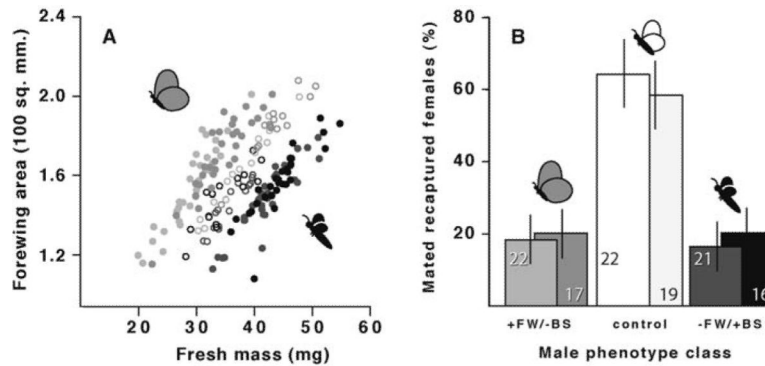 A
Forewing area (100 sq. mm.)
2.4
2.0
1.6
1.2
20 30 40 50 60
Fresh mass (mg)
B
Mated recaptured females (%)
80
60
40
20
22 17 22 19 21 16
+FW/-BS control -FW/+BS
Male phenotype class